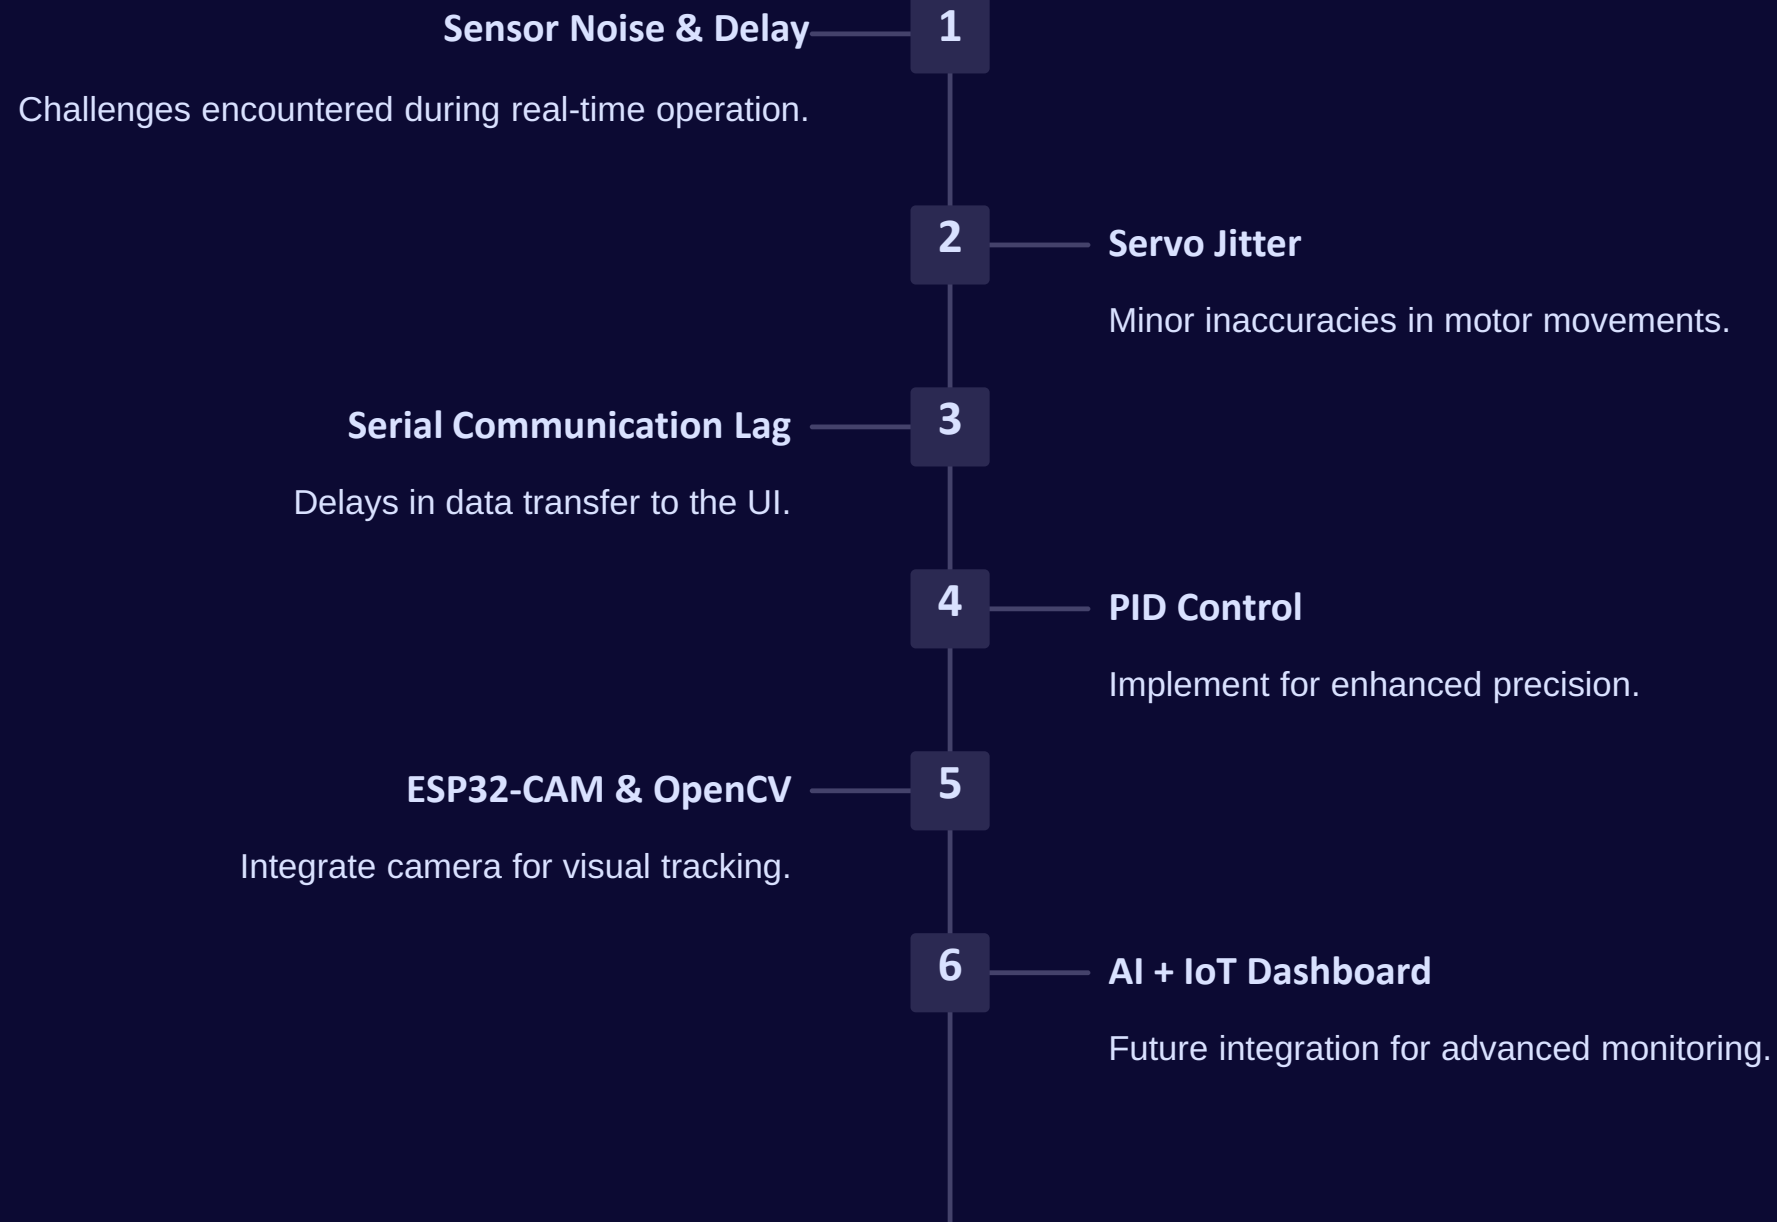 Sensor Noise & Delay
1
Challenges encountered during real-time operation.
2
Servo Jitter
Minor inaccuracies in motor movements.
Serial Communication Lag
3
Delays in data transfer to the UI.
4
PID Control
Implement for enhanced precision.
ESP32-CAM & OpenCV
5
Integrate camera for visual tracking.
6
AI + IoT Dashboard
Future integration for advanced monitoring.